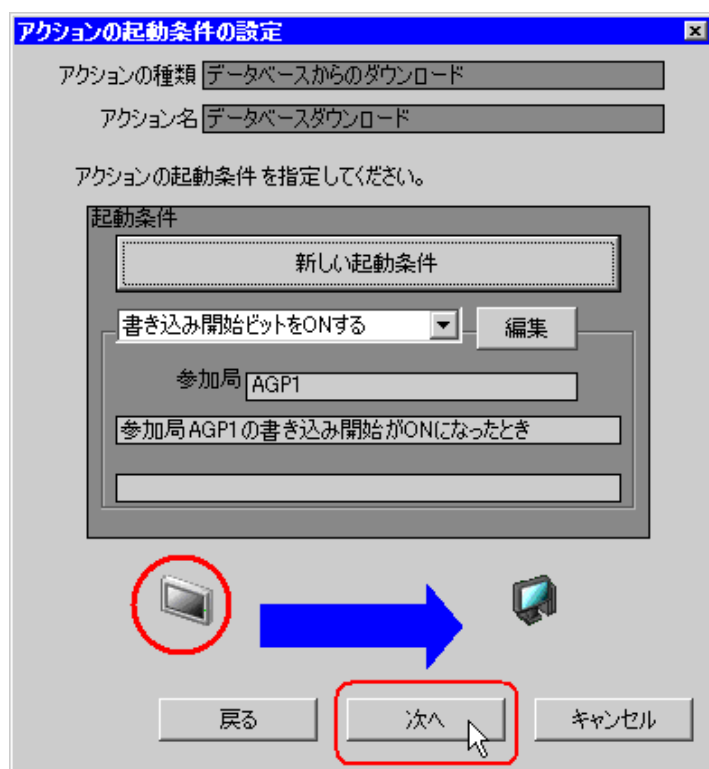 アクションの起動条件の設定
アクションの種類 データベースからのダウンロード
アクション名 データベースダウンロード
アクションの起動条件 を指定してください。
起動条件
新しい起動条件
書き込み開始ビットをONする 編集
参加局 AGP1
参加局AGP1の書き込み開始がONになったとき
戻る 次へ キャンセル